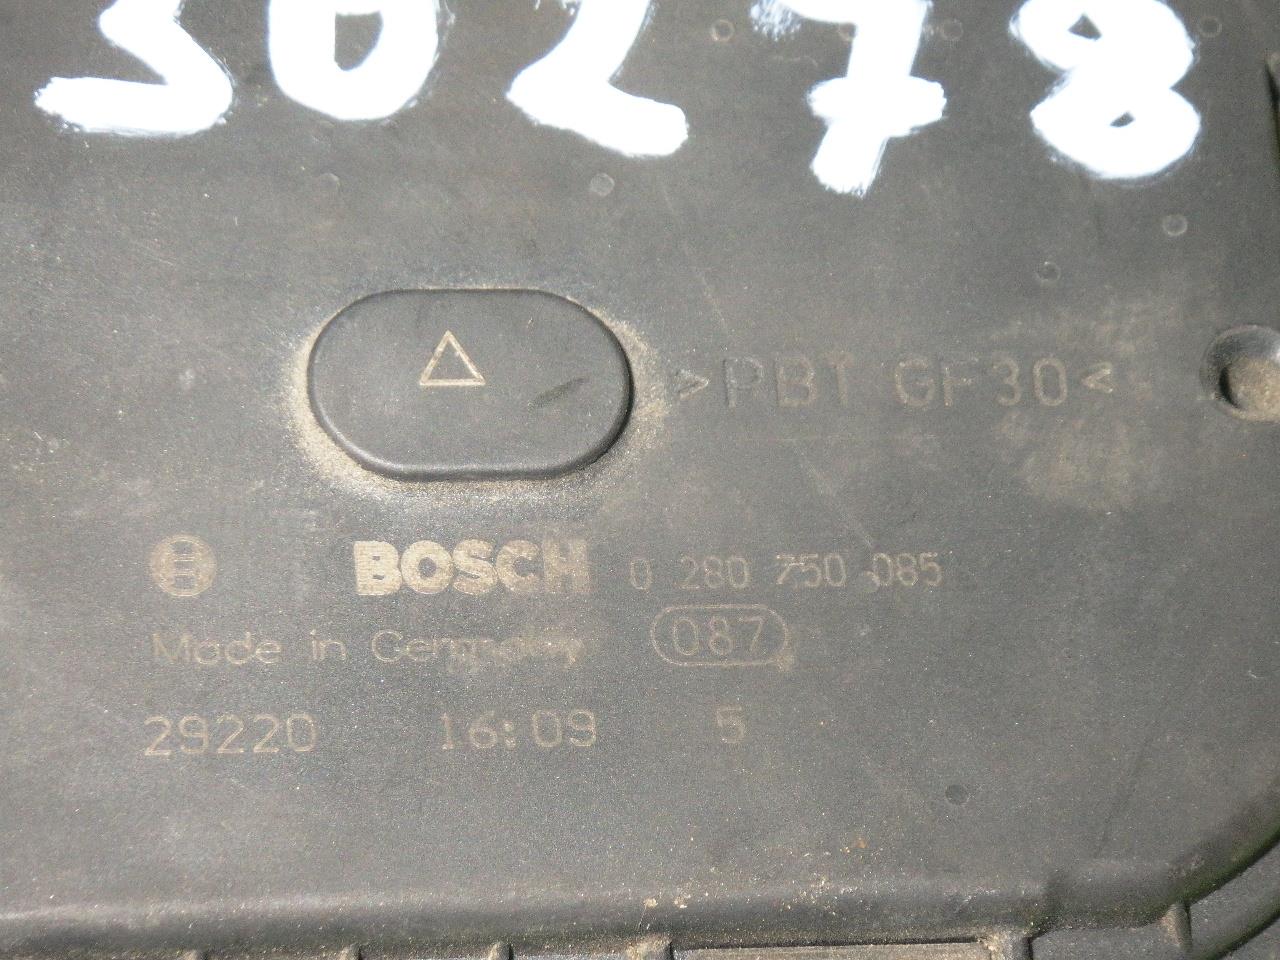 30278
>PBT GF30<
BOSCH 0 280 750 085
Made in Germany 087
29220 16:09 5